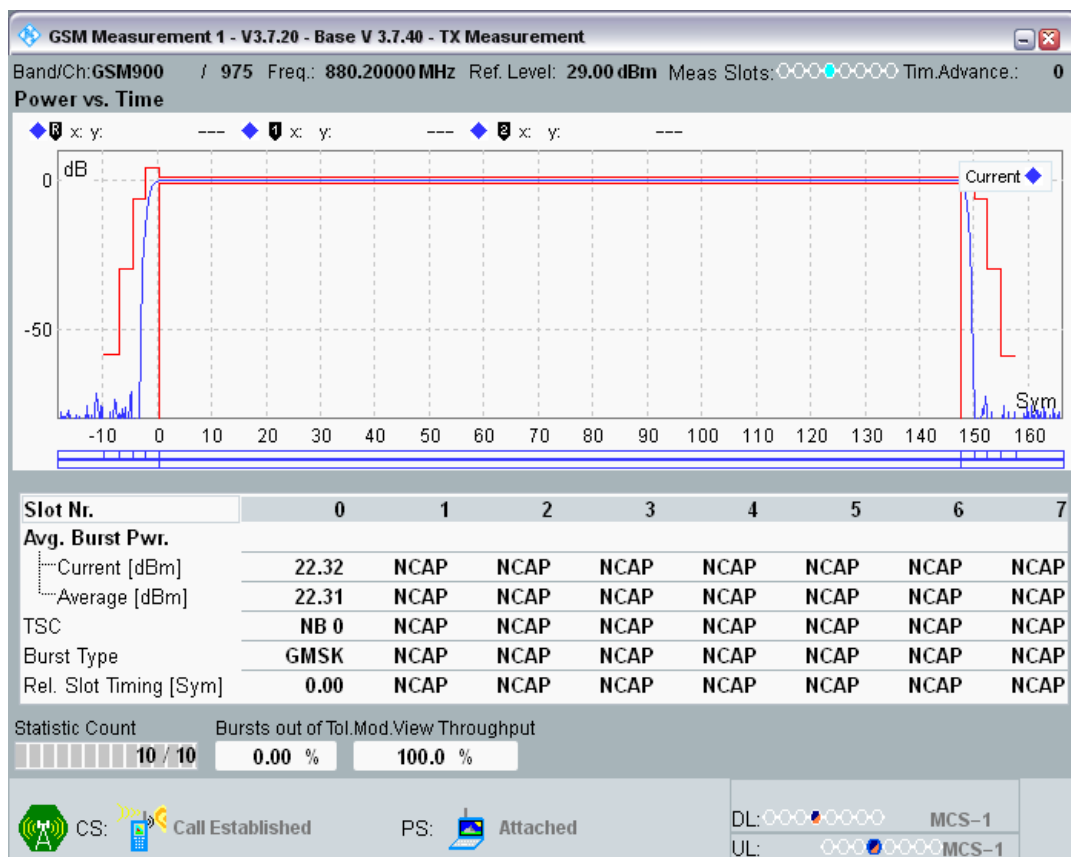 GSM Measurement 1 - V3.7.20 - Base V 3.7.40 - TX Measurement
Band/Ch:GSM900 / 975 Freq.: 880.20000 MHz Ref. Level: 29.00 dBm Meas Slots: Tim.Advance.: 0
Power vs. Time
R x: y: --- 1 x: y: --- 2 x: y: ---
dB
Current
0
-50
Sym
-10 0 10 20 30 40 50 60 70 80 90 100 110 120 130 140 150 160
Slot Nr. 0 1 2 3 4 5 6 7
Avg. Burst Pwr.
Current [dBm] 22.32 NCAP NCAP NCAP NCAP NCAP NCAP NCAP
Average [dBm] 22.31 NCAP NCAP NCAP NCAP NCAP NCAP NCAP
TSC NB 0 NCAP NCAP NCAP NCAP NCAP NCAP NCAP
Burst Type GMSK NCAP NCAP NCAP NCAP NCAP NCAP NCAP
Rel. Slot Timing [Sym] 0.00 NCAP NCAP NCAP NCAP NCAP NCAP NCAP
Statistic Count Bursts out of Tol.Mod.View Throughput
10 / 10 0.00 % 100.0 %
CS: Call Established PS: Attached DL: MCS-1
UL: MCS-1